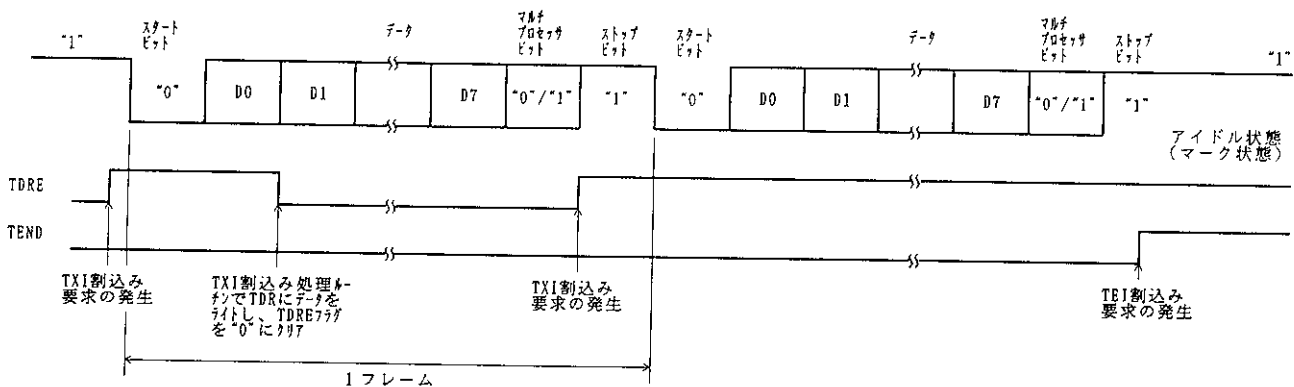 “1”
スタート
ビット
データ
マルチ
プロセッサ
ビット
ストップ
ビット
スタート
ビット
データ
マルチ
プロセッサ
ビット
ストップ
ビット
“1”
“0”
D0
D1
D7
“0”/“1”
“1”
“0”
D0
D1
D7
“0”/“1”
“1”
アイドル状態
(マーク状態)
TDRE
TEND
TXI割込み
要求の発生
TXI割込み処理ルー
チンでTDRにデータを
ライトし、TDREフラグ
を“0”にクリア
TXI割込み
要求の発生
TEI割込み
要求の発生
1フレーム